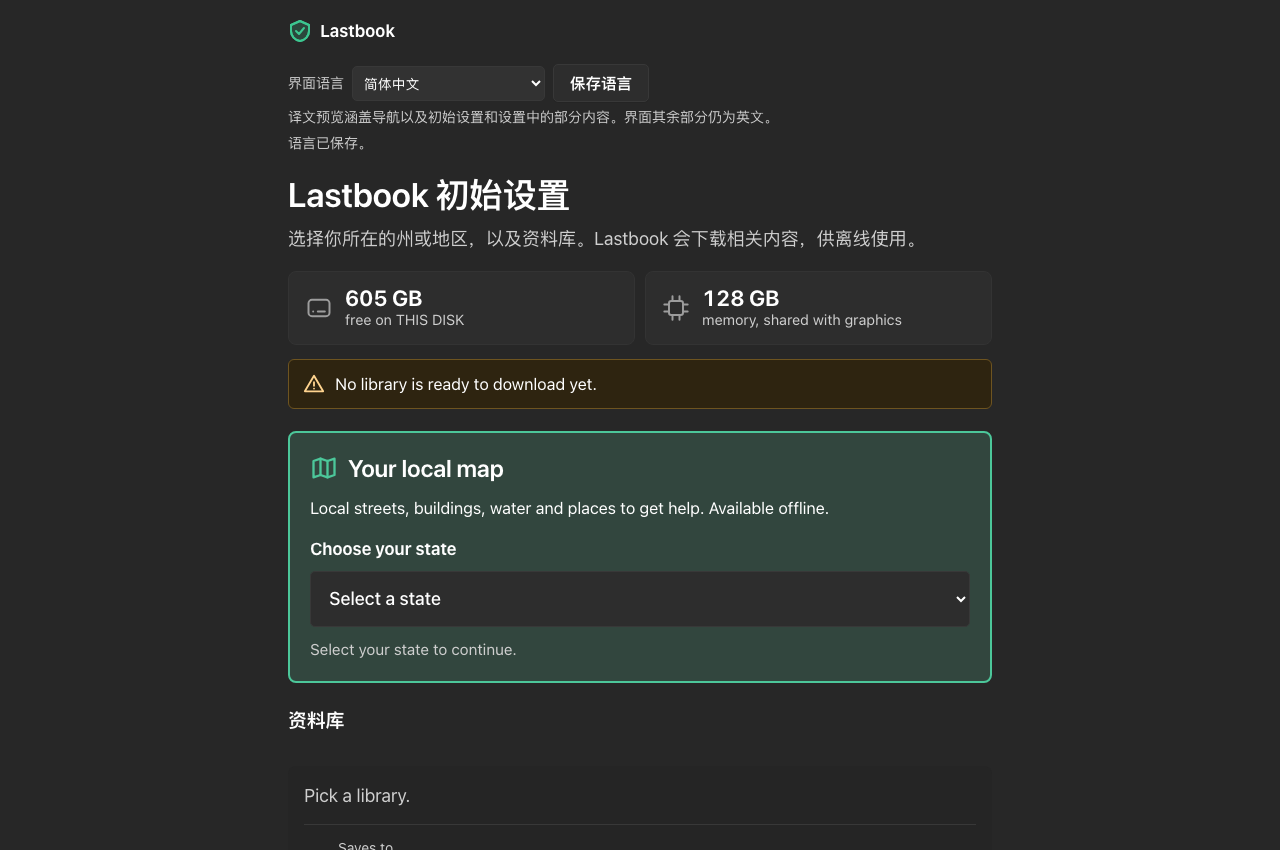 Lastbook
界面语言 简体中文 保存语言
译文预览涵盖导航以及初始设置和设置中的部分内容。界面其余部分仍为英文。
语言已保存。
Lastbook 初始设置
选择你所在的州或地区，以及资料库。Lastbook 会下载相关内容，供离线使用。
605 GB
free on THIS DISK
128 GB
memory, shared with graphics
No library is ready to download yet.
Your local map
Local streets, buildings, water and places to get help. Available offline.
Choose your state
Select a state
Select your state to continue.
资料库
Pick a library.
Saves to